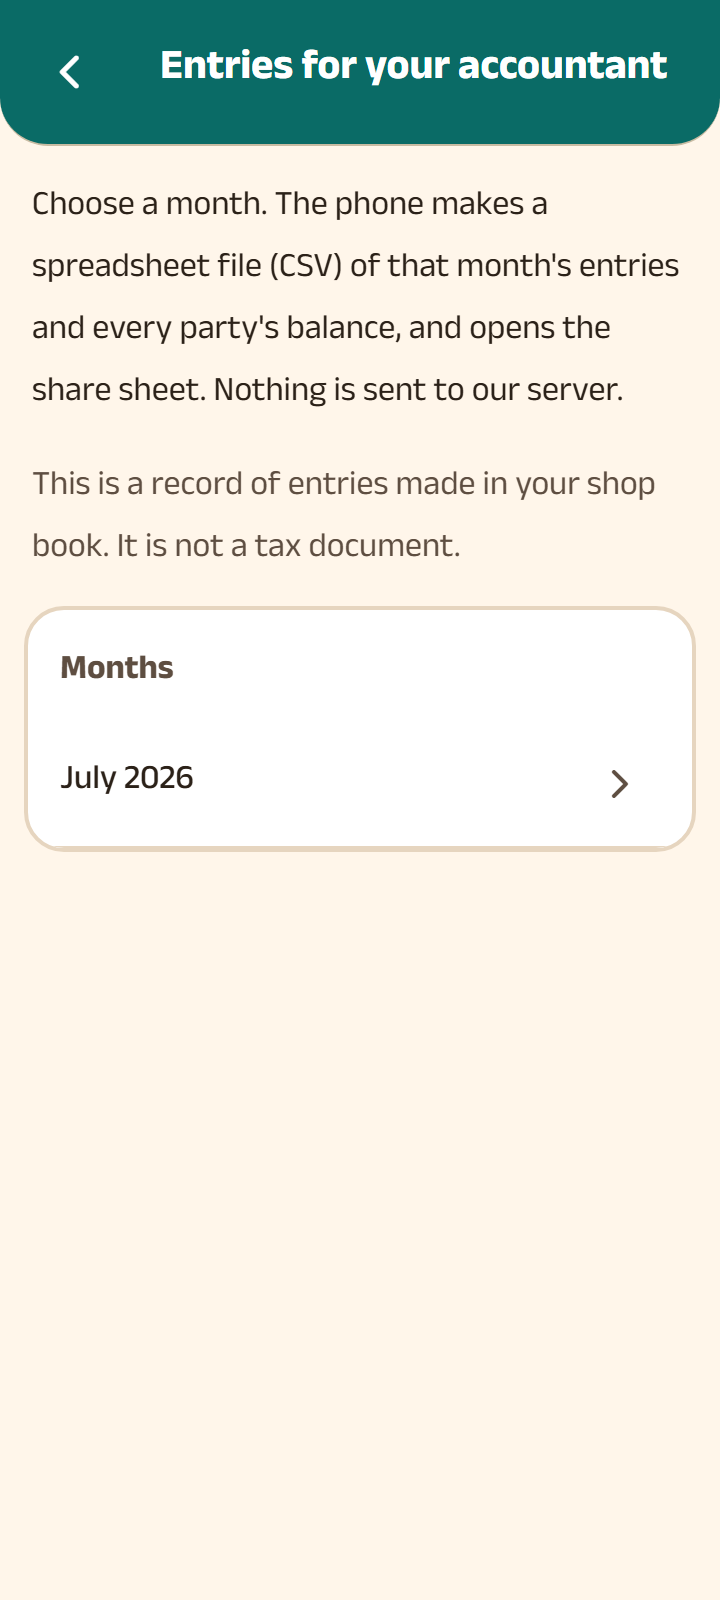 Entries for your accountant
Choose a month. The phone makes a
spreadsheet file (CSV) of that month's entries
and every party's balance, and opens the
share sheet. Nothing is sent to our server.
This is a record of entries made in your shop
book. It is not a tax document.
Months
July 2026